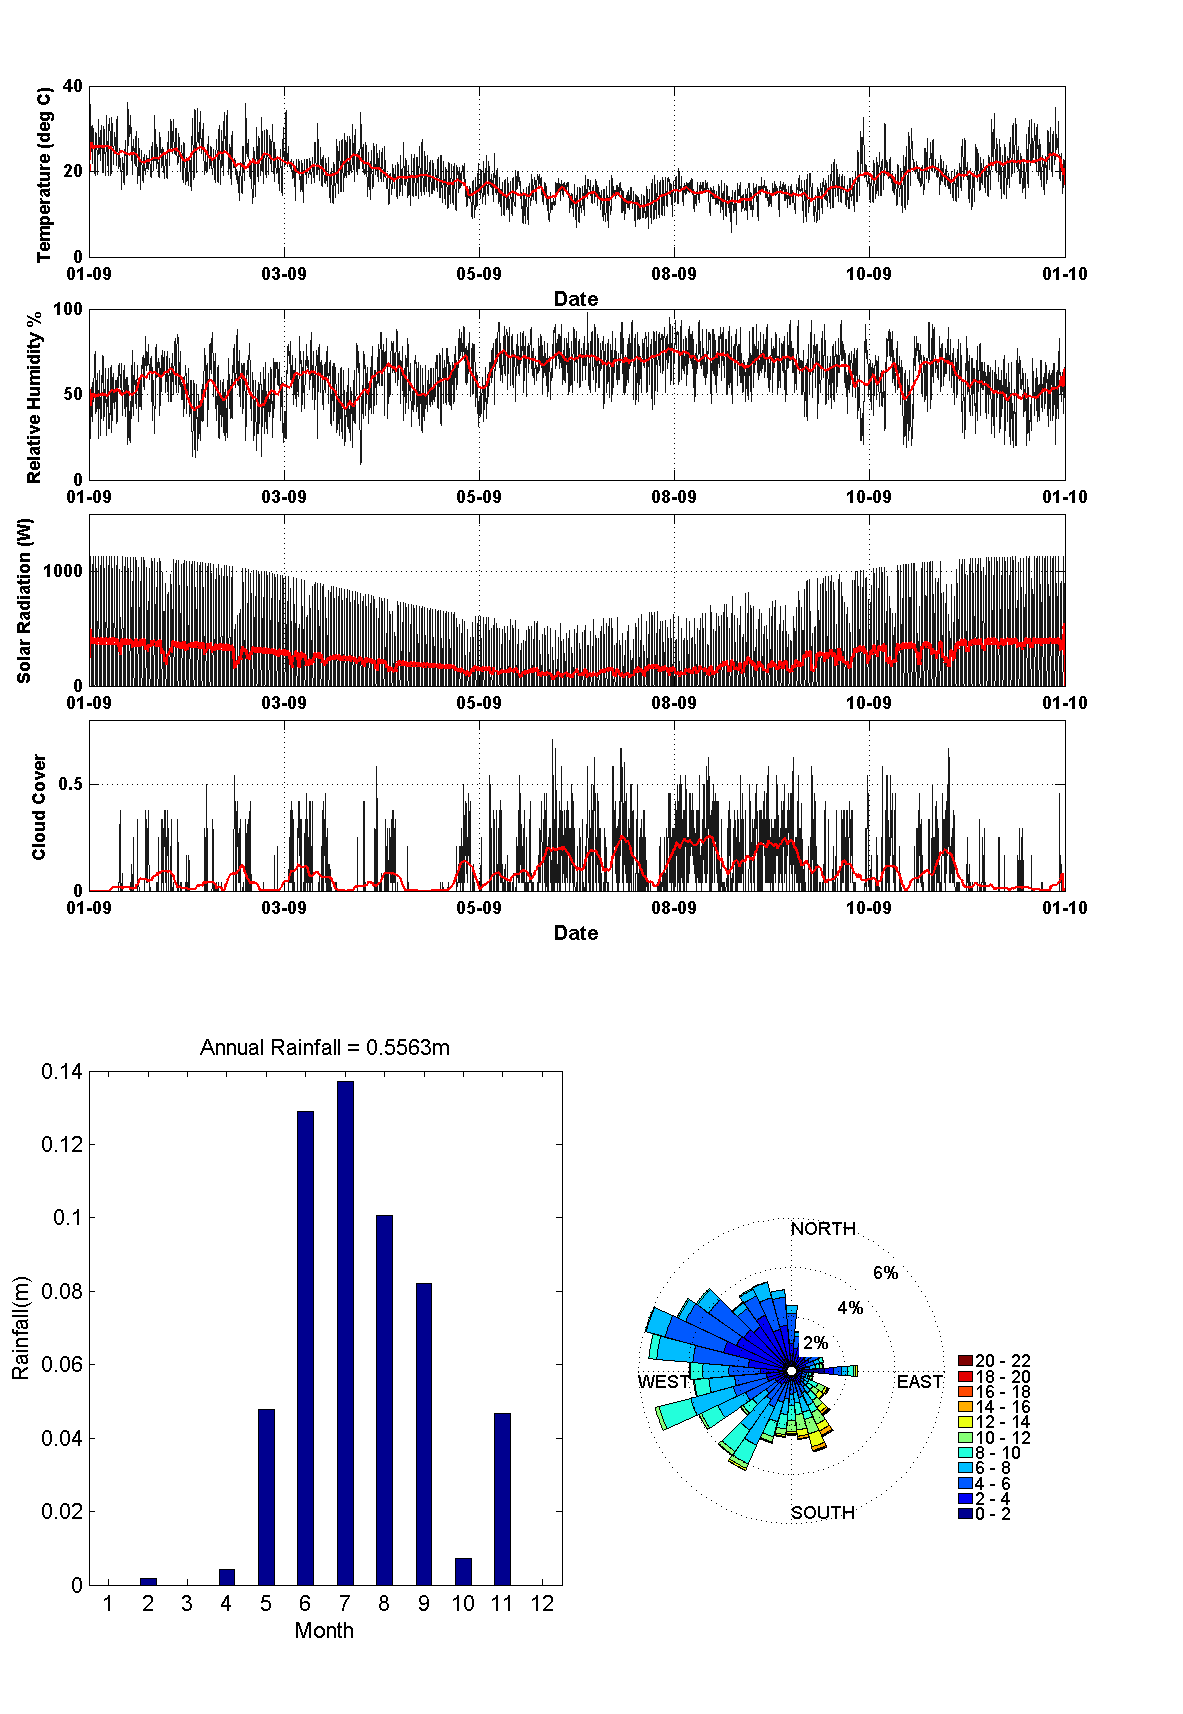 Temperature (deg C)
40
20
0
01-09 03-09 05-09 08-09 10-09 01-10
Date
Relative Humidity %
100
50
0
01-09 03-09 05-09 08-09 10-09 01-10
Solar Radiation (W)
1000
0
01-09 03-09 05-09 08-09 10-09 01-10
Cloud Cover
0.5
0
01-09 03-09 05-09 08-09 10-09 01-10
Date
Annual Rainfall = 0.5563m
Rainfall(m)
0.14
0.12
0.1
0.08
0.06
0.04
0.02
0
1 2 3 4 5 6 7 8 9 10 11 12
Month
NORTH
6%
4%
2%
WEST
EAST
SOUTH
20 - 22
18 - 20
16 - 18
14 - 16
12 - 14
10 - 12
8 - 10
6 - 8
4 - 6
2 - 4
0 - 2